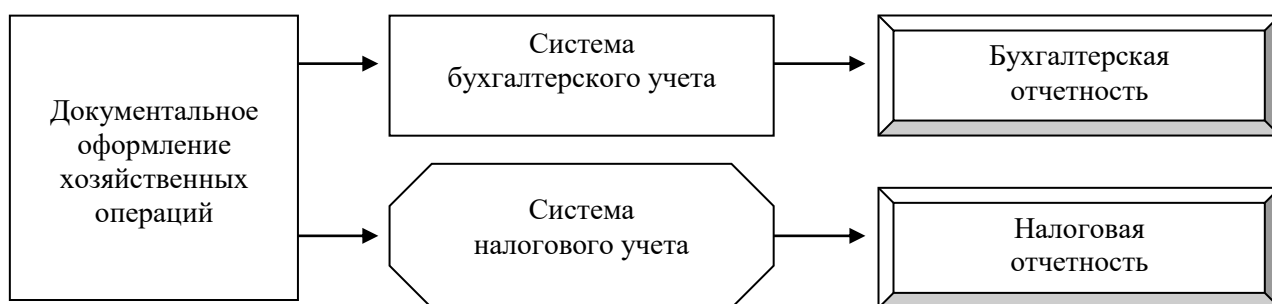 Документальное
оформление
хозяйственных
операций
Система
бухгалтерского учета
Бухгалтерская
отчетность
Система
налогового учета
Налоговая
отчетность